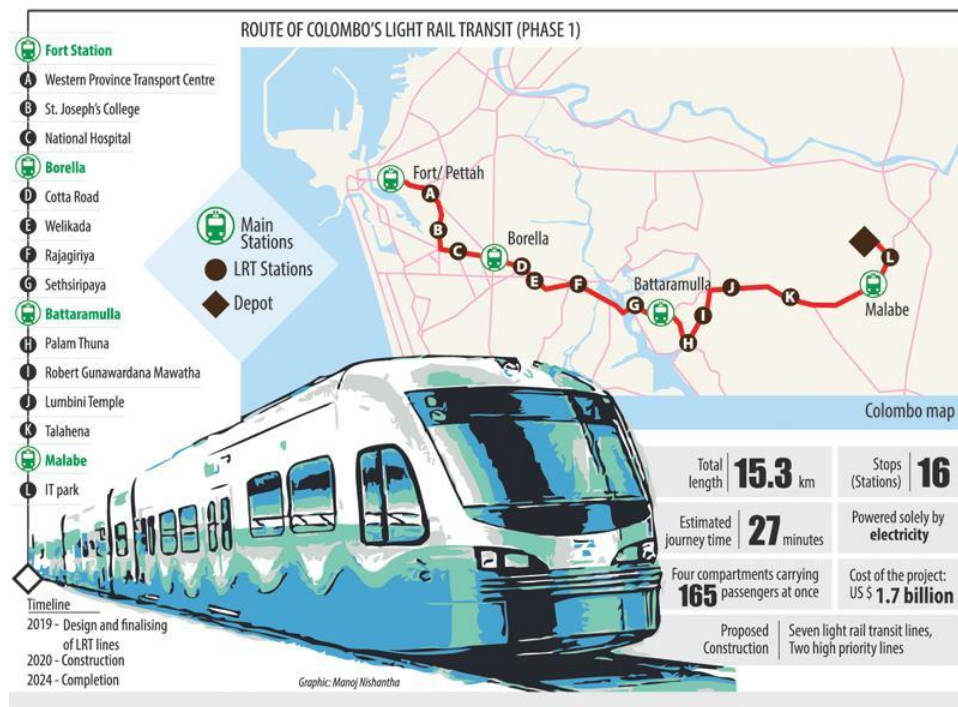 ROUTE OF COLOMBO'S LIGHT RAIL TRANSIT (PHASE 1)
Fort Station
A Western Province Transport Centre
B St. Joseph's College
C National Hospital
Borella
D Cotta Road
E Welikada
F Rajagiriya
G Sethsiripaya
Battaramulla
H Palam Thuna
I Robert Gunawardana Mawatha
J Lumbini Temple
K Talahena
Malabe
L IT park
Timeline
2019 - Design and finalising
of LRT lines
2020 - Construction
2024 - Completion
Main
Stations
LRT Stations
Depot
Fort/ Pettah
A
B
C
Borella
D
E
F
G
Battaramulla
H
I
J
K
L
Malabe
Colombo map
Total
length
15.3 km
Stops
(Stations)
16
Estimated
journey time
27 minutes
Powered solely by
electricity
Four compartments carrying
165 passengers at once
Cost of the project:
US $ 1.7 billion
Proposed
Construction
Seven light rail transit lines,
Two high priority lines
Graphic: Manoj Nishantha